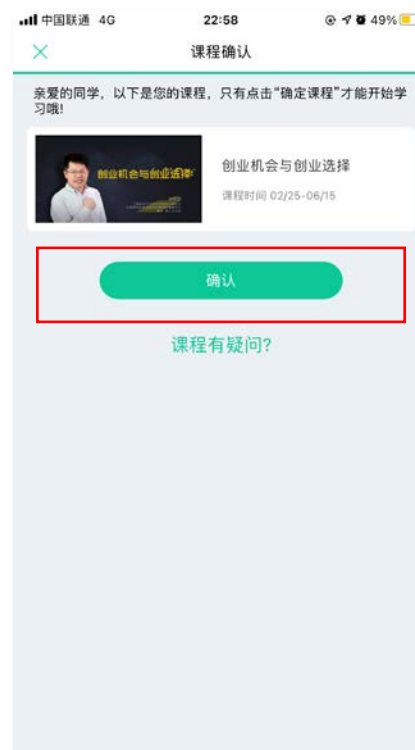 中国联通 4G 22:58 49%
课程确认
亲爱的同学，以下是您的课程，只有点击“确定课程”才能开始学
习哦!
创业机会与创业选择
创业机会与创业选择
课程时间 02/25-06/15
确认
课程有疑问?